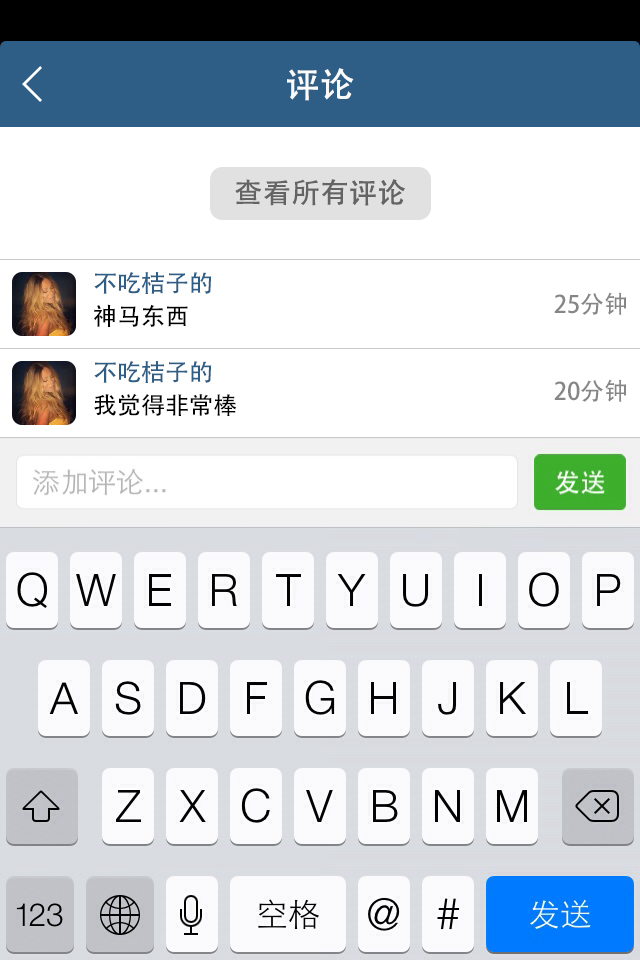 评论
查看所有评论
不吃桔子的
神马东西
25分钟
不吃桔子的
我觉得非常棒
20分钟
添加评论...
发送
Q W E R T Y U I O P
A S D F G H J K L
Z X C V B N M
123 空格 @ # 发送